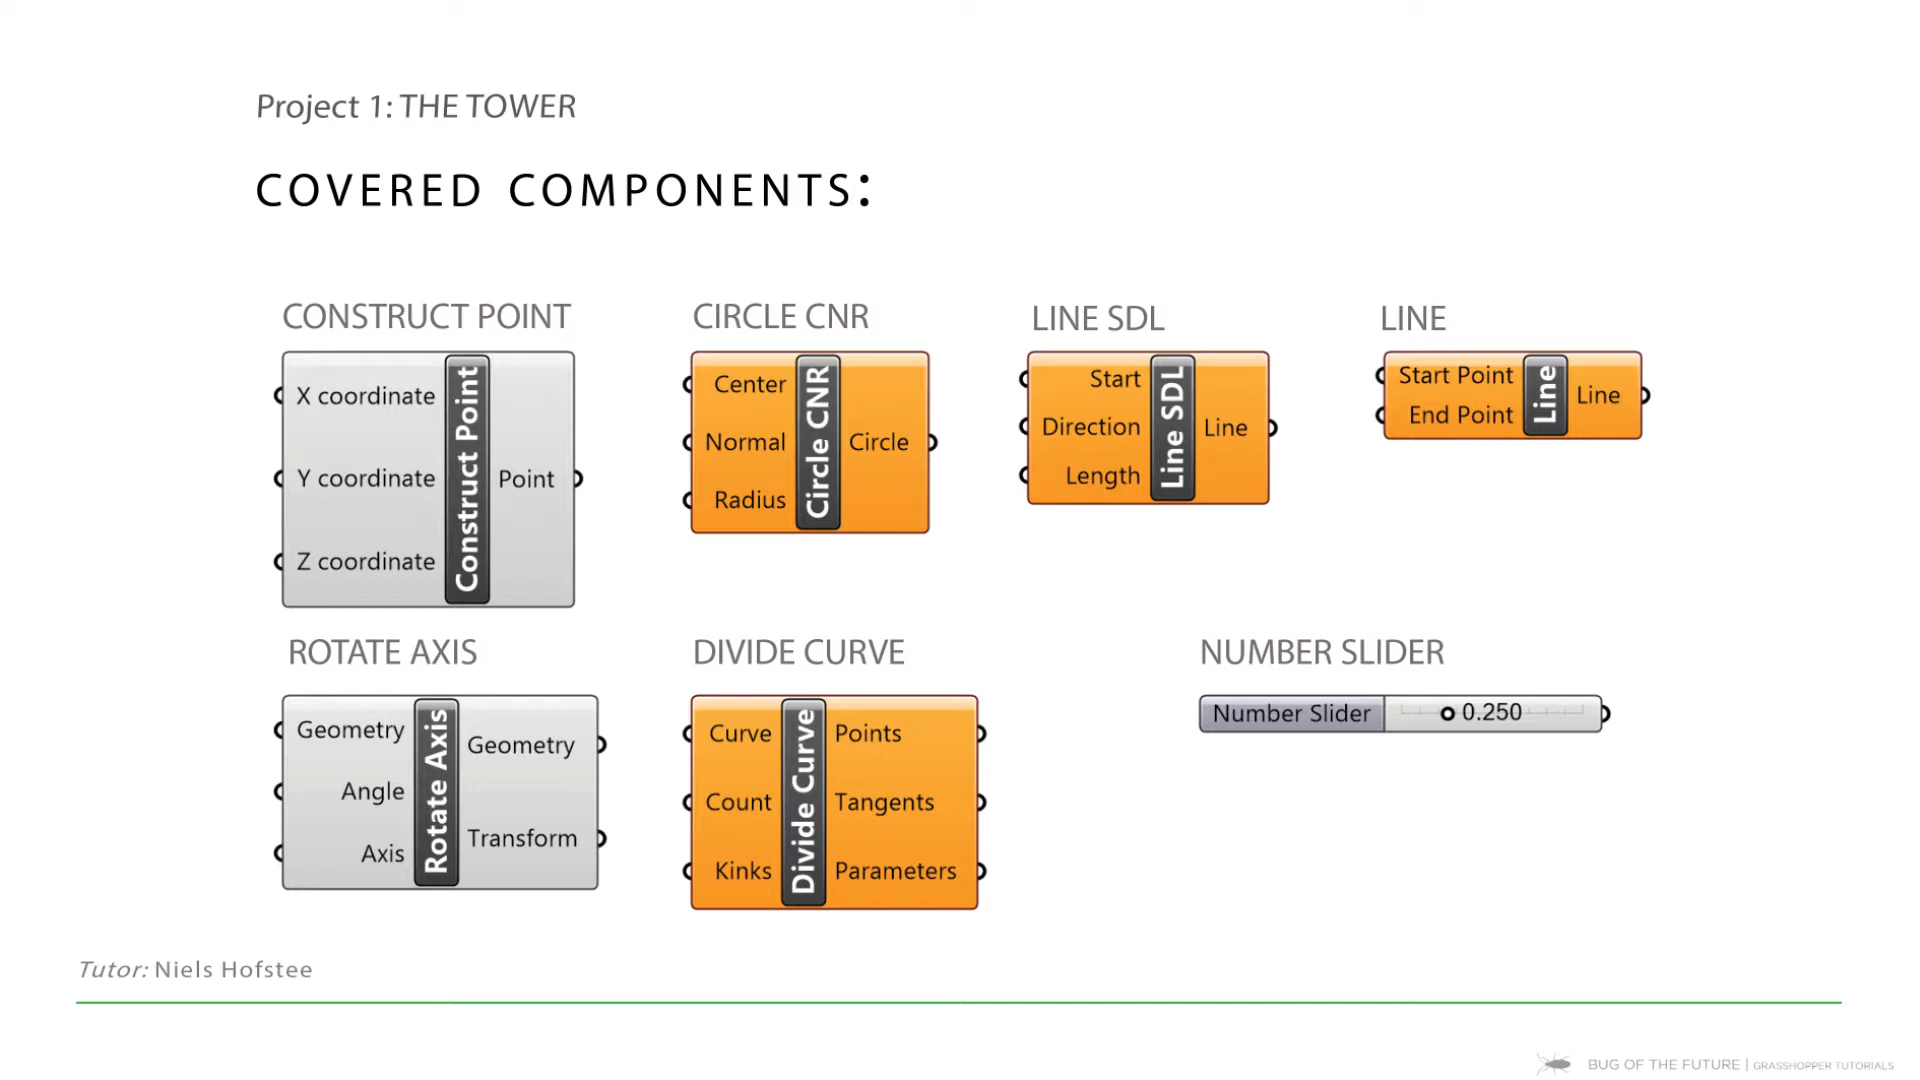 Project 1: THE TOWER
COVERED COMPONENTS:
CONSTRUCT POINT
X coordinate
Y coordinate
Z coordinate
Construct Point
Point
CIRCLE CNR
Center
Normal
Radius
Circle CNR
Circle
LINE SDL
Start
Direction
Length
Line SDL
Line
LINE
Start Point
End Point
Line
Line
ROTATE AXIS
Geometry
Angle
Axis
Rotate Axis
Geometry
Transform
DIVIDE CURVE
Curve
Count
Kinks
Divide Curve
Points
Tangents
Parameters
NUMBER SLIDER
Number Slider 0.250
Tutor: Niels Hofstee
BUG OF THE FUTURE | GRASSHOPPER TUTORIALS